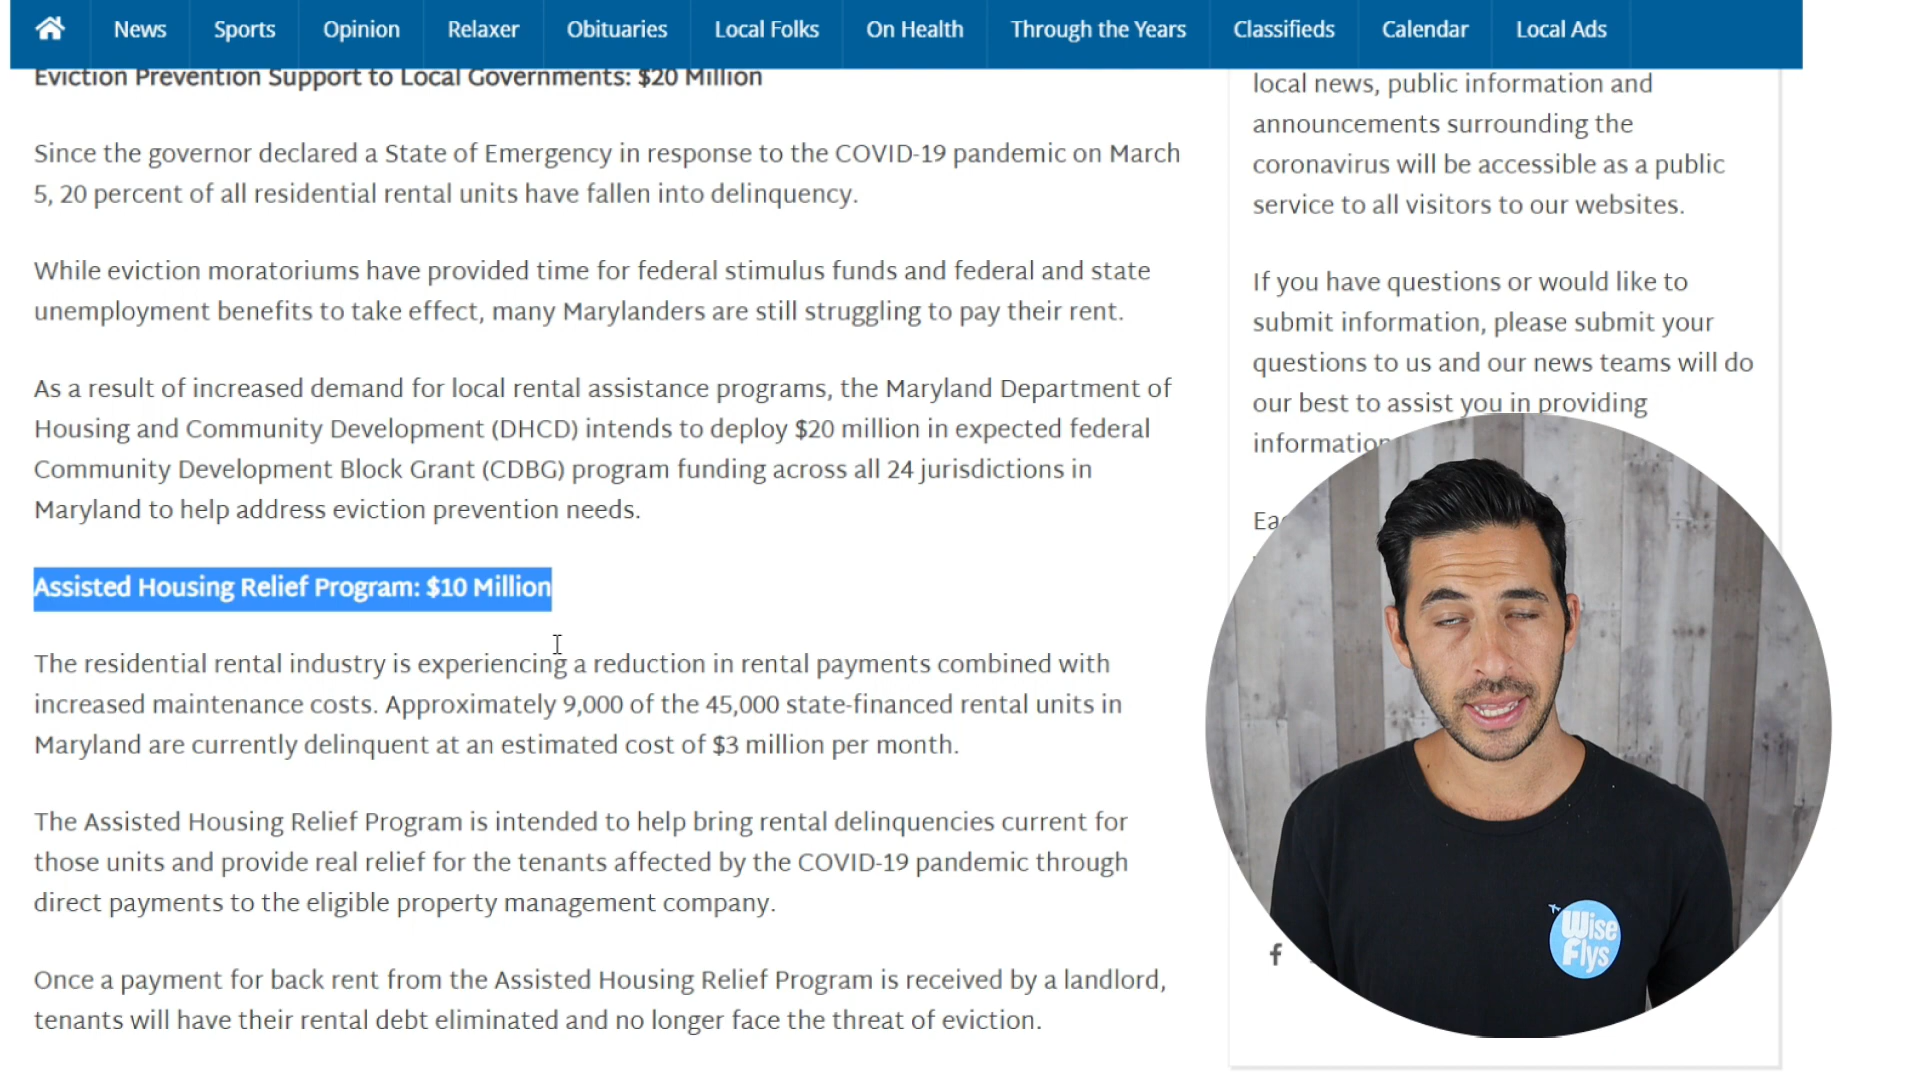 News Sports Opinion Relaxer Obituaries Local Folks On Health Through the Years Classifieds Calendar Local Ads
Eviction Prevention Support to Local Governments: $20 Million
Since the governor declared a State of Emergency in response to the COVID-19 pandemic on March
5, 20 percent of all residential rental units have fallen into delinquency.
While eviction moratoriums have provided time for federal stimulus funds and federal and state
unemployment benefits to take effect, many Marylanders are still struggling to pay their rent.
As a result of increased demand for local rental assistance programs, the Maryland Department of
Housing and Community Development (DHCD) intends to deploy $20 million in expected federal
Community Development Block Grant (CDBG) program funding across all 24 jurisdictions in
Maryland to help address eviction prevention needs.
Assisted Housing Relief Program: $10 Million
The residential rental industry is experiencing a reduction in rental payments combined with
increased maintenance costs. Approximately 9,000 of the 45,000 state-financed rental units in
Maryland are currently delinquent at an estimated cost of $3 million per month.
The Assisted Housing Relief Program is intended to help bring rental delinquencies current for
those units and provide real relief for the tenants affected by the COVID-19 pandemic through
direct payments to the eligible property management company.
Once a payment for back rent from the Assisted Housing Relief Program is received by a landlord,
tenants will have their rental debt eliminated and no longer face the threat of eviction.
local news, public information and
announcements surrounding the
coronavirus will be accessible as a public
service to all visitors to our websites.
If you have questions or would like to
submit information, please submit your
questions to us and our news teams will do
our best to assist you in providing
information
Wise
Flys